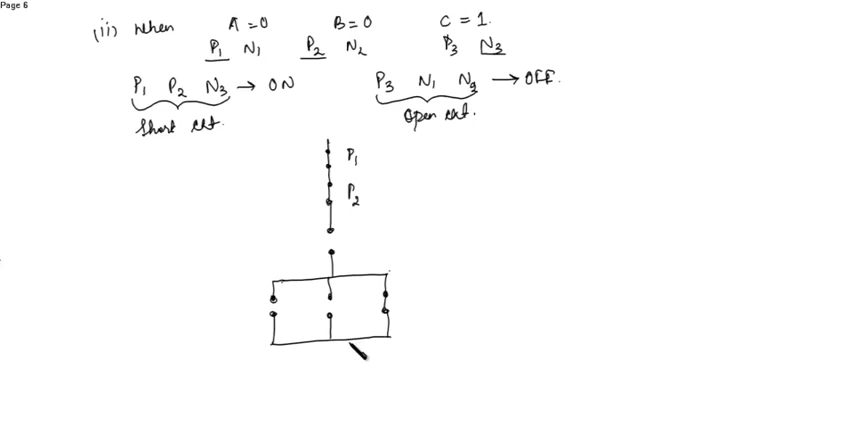 Page 6
(ii) when A = 0 B = 0 C = 1.
P1 N1 P2 N2 P3 N3
P1 P2 N3 → ON P3 N1 N2 → OFF.
Short ckt. Open ckt.
P1
P2